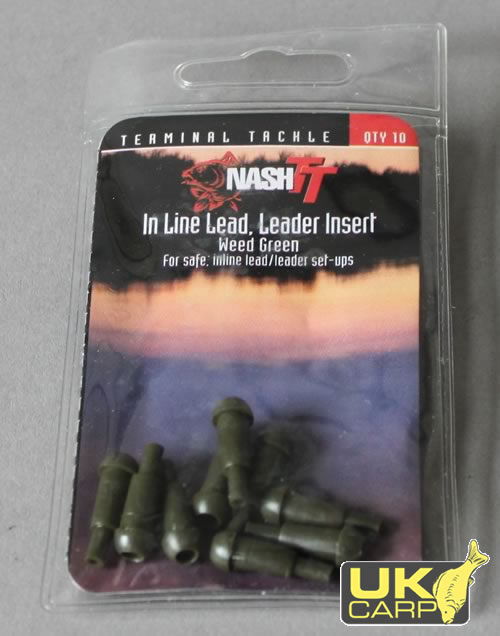 TERMINAL TACKLE QTY 10
NASH TT
In Line Lead, Leader Insert
Weed Green
For safe, inline lead/leader set-ups
UK
CARP